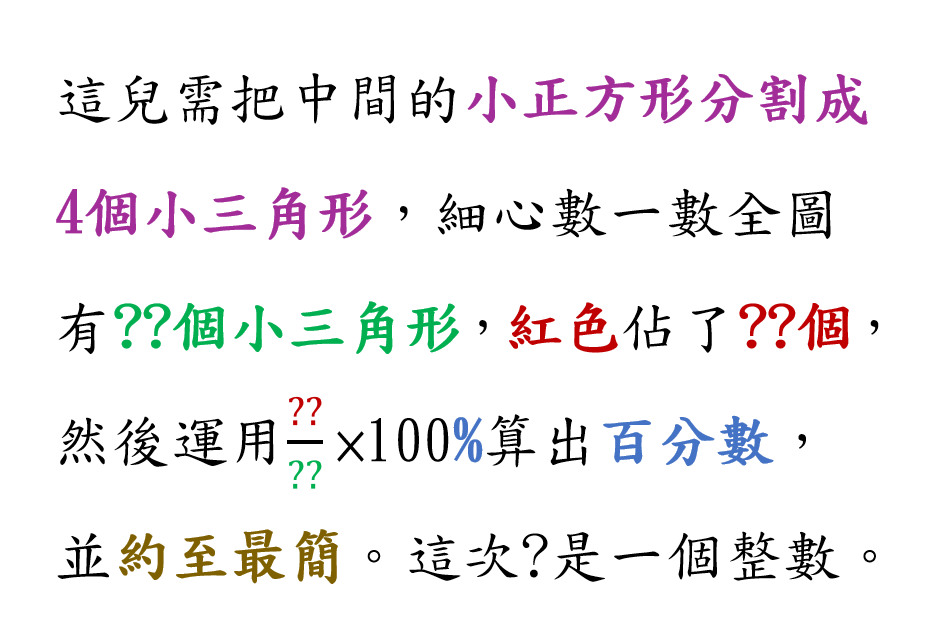 這兒需把中間的小正方形分割成
4個小三角形，細心數一數全圖
有??個小三角形，紅色佔了??個，
然後運用??/??×100%算出百分數，
並約至最簡。這次?是一個整數。